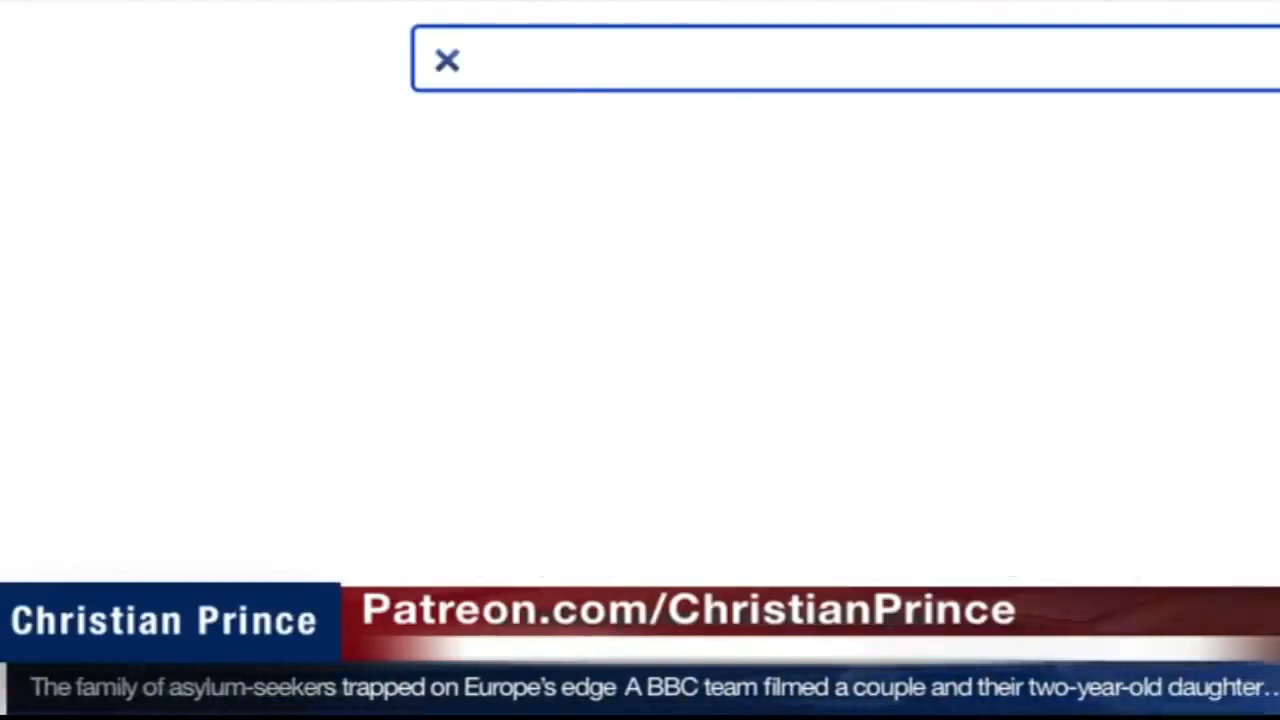 Christian Prince
Patreon.com/ChristianPrince
The family of asylum-seekers trapped on Europe's edge A BBC team filmed a couple and their two-year-old daughter...